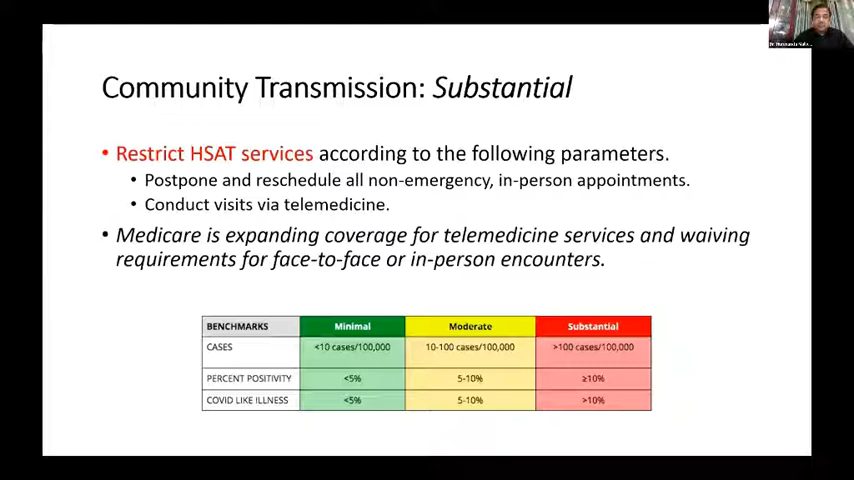 Community Transmission: Substantial
• Restrict HSAT services according to the following parameters.
• Postpone and reschedule all non-emergency, in-person appointments.
• Conduct visits via telemedicine.
• Medicare is expanding coverage for telemedicine services and waiving
requirements for face-to-face or in-person encounters.
BENCHMARKS Minimal Moderate Substantial
CASES <10 cases/100,000 10-100 cases/100,000 >100 cases/100,000
PERCENT POSITIVITY <5% 5-10% ≥10%
COVID LIKE ILLNESS <5% 5-10% >10%